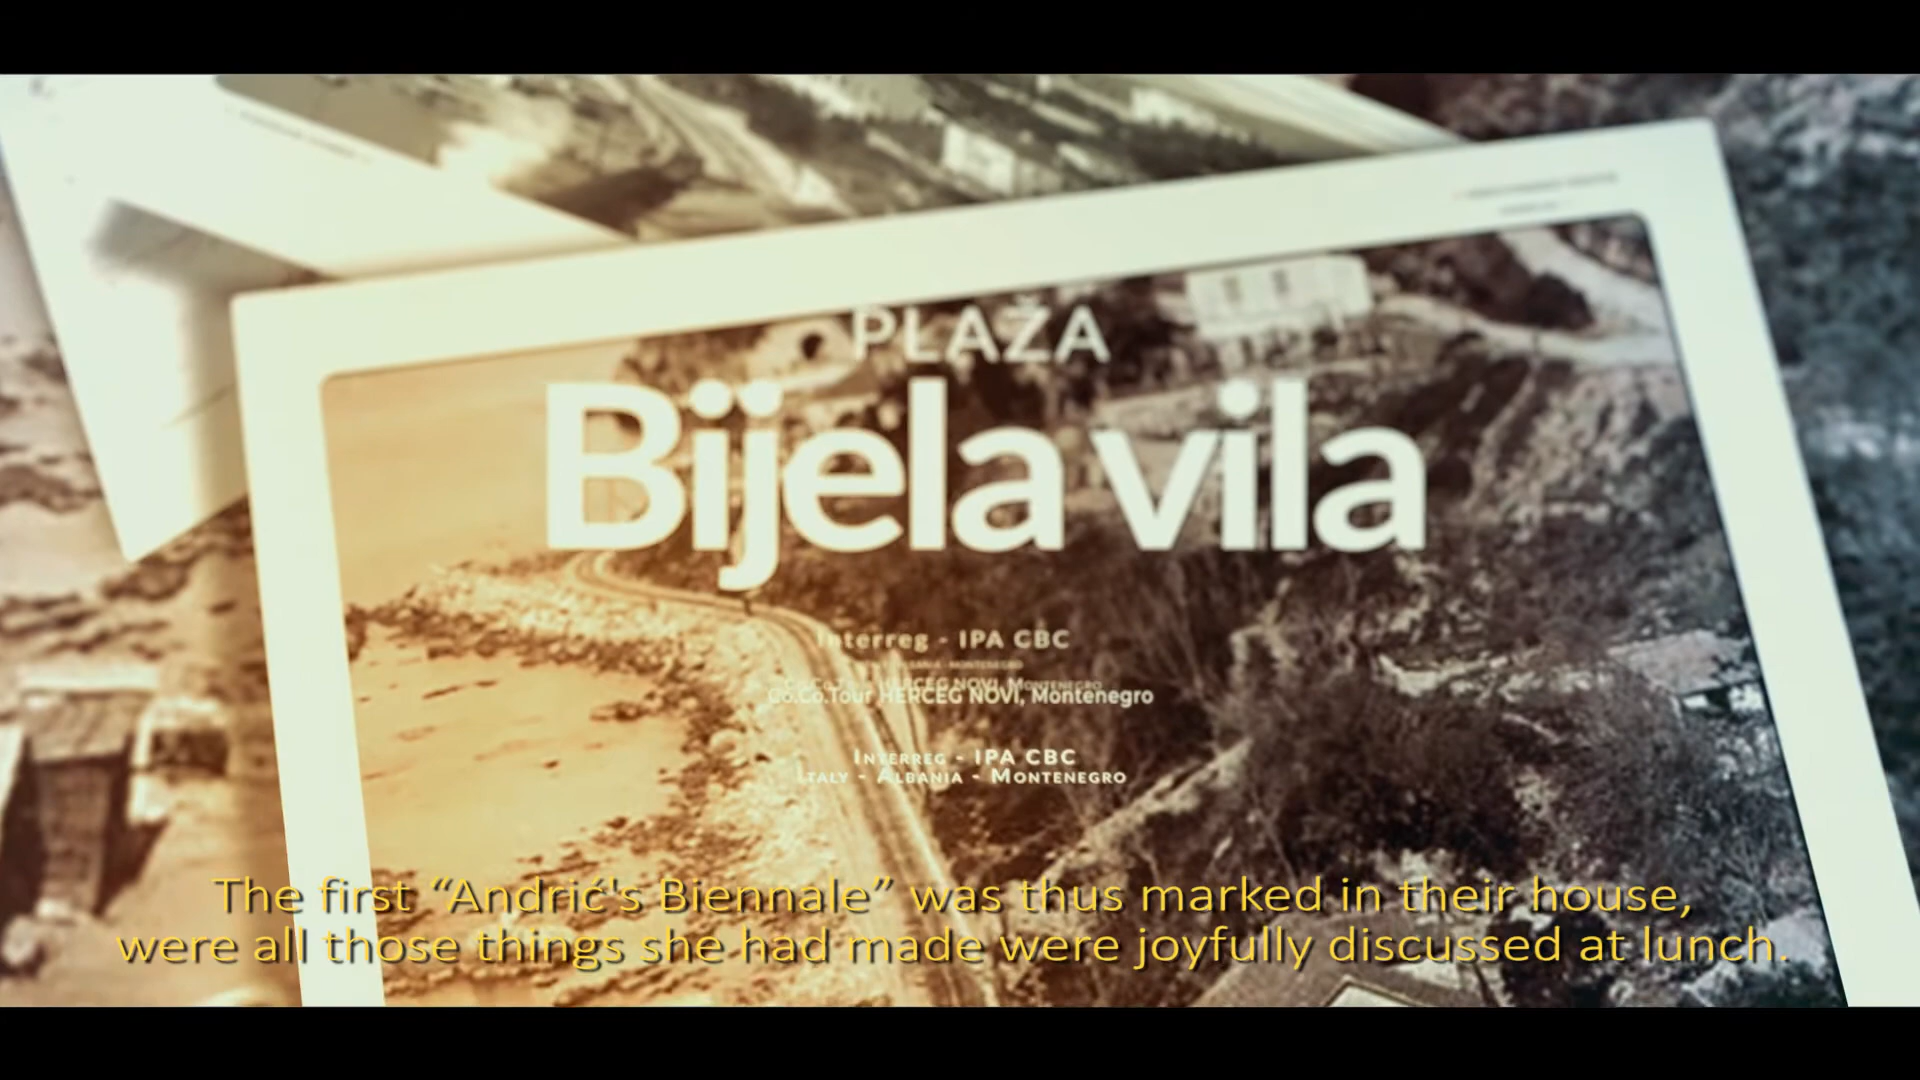 PLAŽA
Bijela vila
Interreg - IPA CBC
Co.Co.Tour HERCEG NOVI, Montenegro
Interreg - IPA CBC
Italy - Albania - Montenegro
The first “Andrić's Biennale” was thus marked in their house,
were all those things she had made were joyfully discussed at lunch.